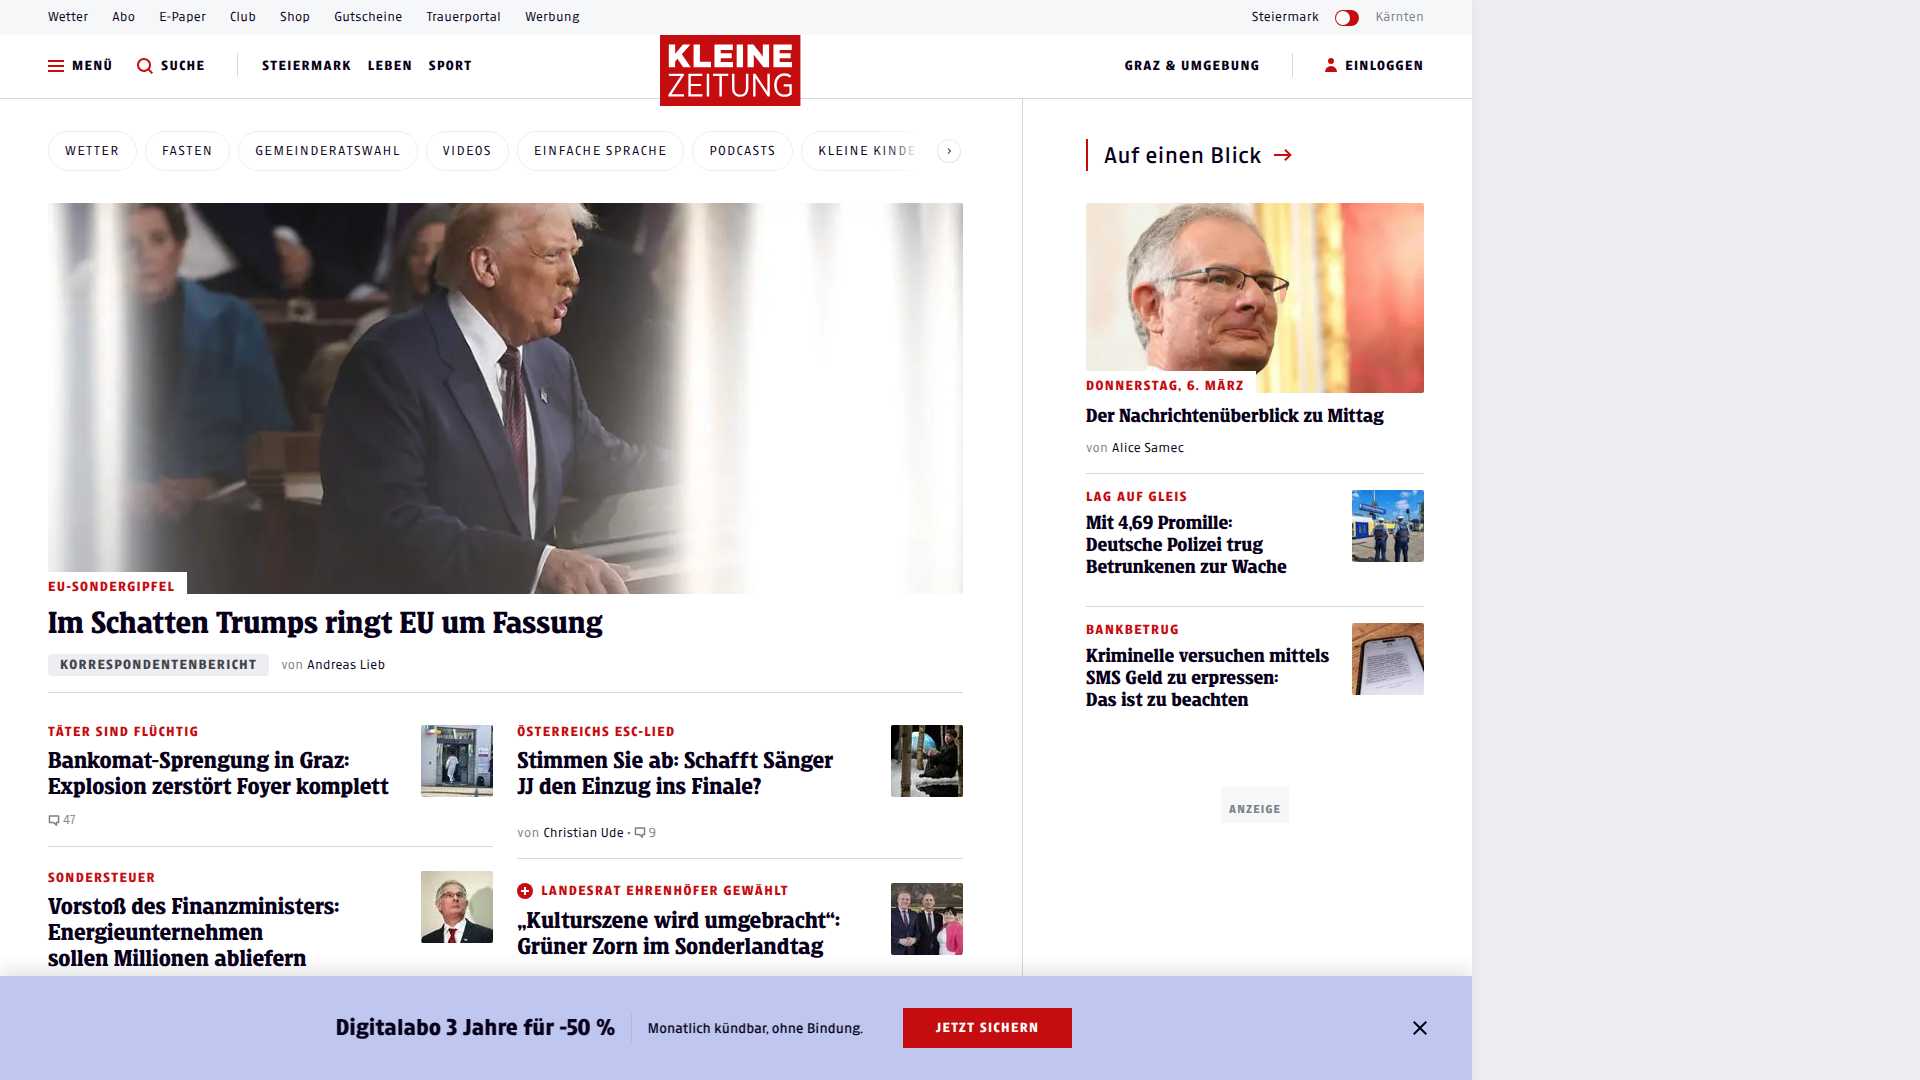 Wetter Abo E-Paper Club Shop Gutscheine Trauerportal Werbung Steiermark Kärnten
MENÜ SUCHE STEIERMARK LEBEN SPORT
KLEINE
ZEITUNG
GRAZ & UMGEBUNG EINLOGGEN
WETTER FASTEN GEMEINDERATSWAHL VIDEOS EINFACHE SPRACHE PODCASTS KLEINE KINDE
EU-SONDERGIPFEL
Im Schatten Trumps ringt EU um Fassung
KORRESPONDENTENBERICHT von Andreas Lieb
TÄTER SIND FLÜCHTIG
Bankomat-Sprengung in Graz:
Explosion zerstört Foyer komplett
47
SONDERSTEUER
Vorstoß des Finanzministers:
Energieunternehmen
sollen Millionen abliefern
ÖSTERREICHS ESC-LIED
Stimmen Sie ab: Schafft Sänger
JJ den Einzug ins Finale?
von Christian Ude · 9
LANDESRAT EHRENHÖFER GEWÄHLT
„Kulturszene wird umgebracht“:
Grüner Zorn im Sonderlandtag
Auf einen Blick →
DONNERSTAG, 6. MÄRZ
Der Nachrichtenüberblick zu Mittag
von Alice Samec
LAG AUF GLEIS
Mit 4,69 Promille:
Deutsche Polizei trug
Betrunkenen zur Wache
BANKBETRUG
Kriminelle versuchen mittels
SMS Geld zu erpressen:
Das ist zu beachten
ANZEIGE
Digitalabo 3 Jahre für -50 % Monatlich kündbar, ohne Bindung. JETZT SICHERN